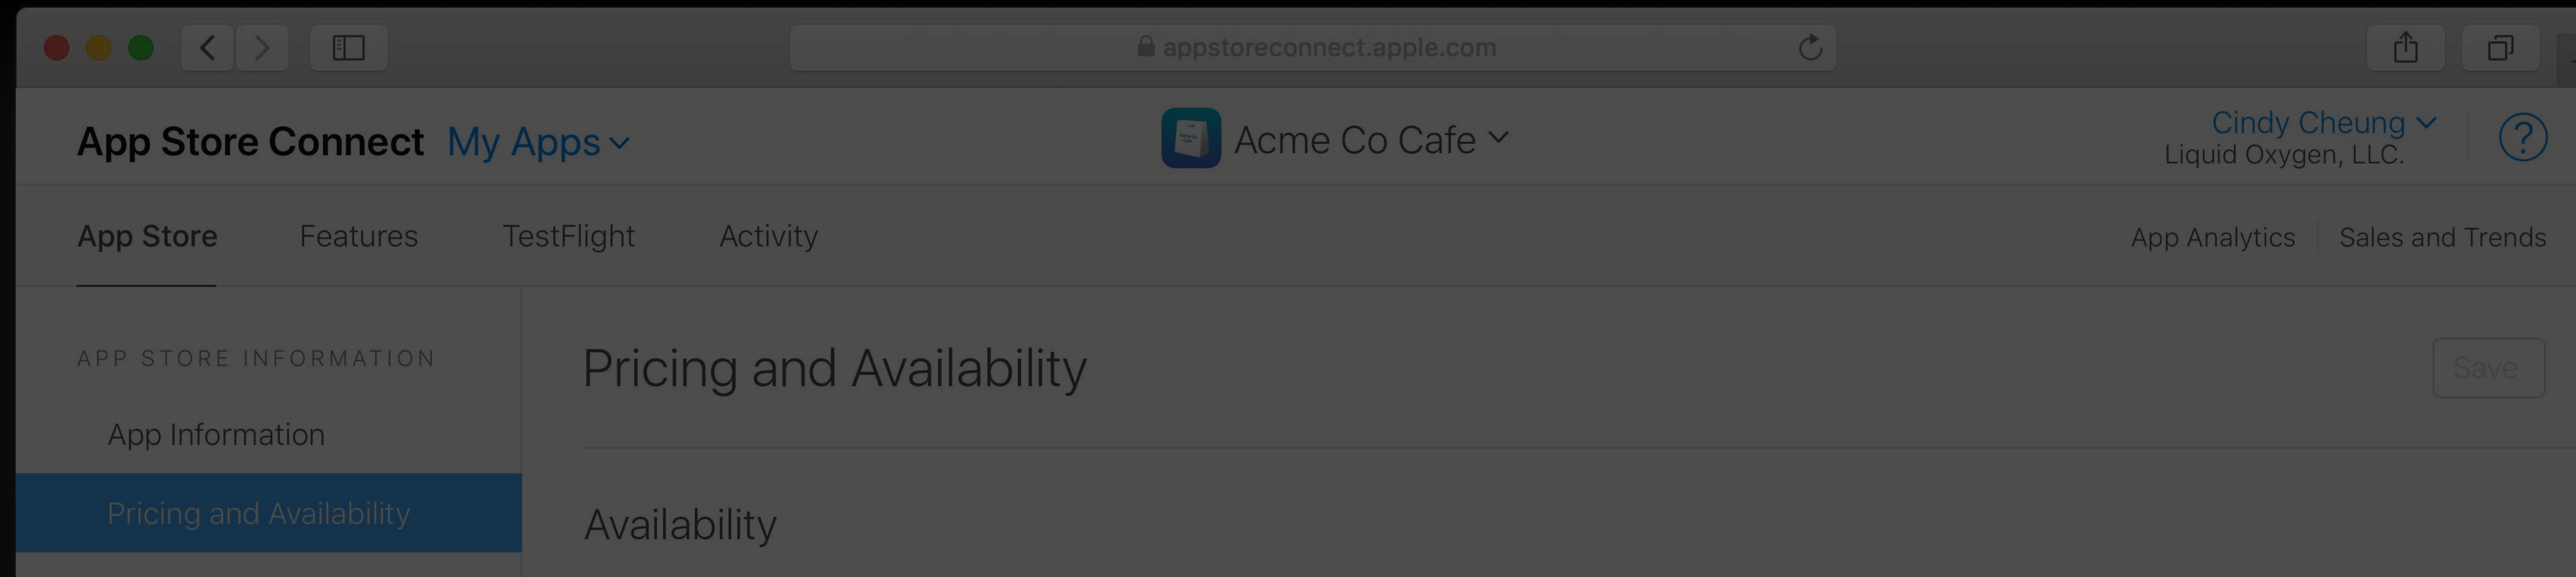 appstoreconnect.apple.com
App Store Connect My Apps
Acme Co Cafe
Cindy Cheung
Liquid Oxygen, LLC.
?
App Store Features TestFlight Activity
App Analytics Sales and Trends
APP STORE INFORMATION
App Information
Pricing and Availability
Pricing and Availability
Save
Availability